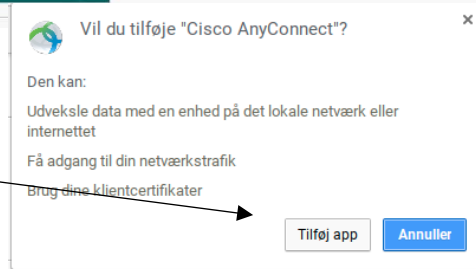 Vil du tilføje "Cisco AnyConnect"?
Den kan:
Udveksle data med en enhed på det lokale netværk eller
internettet
Få adgang til din netværkstrafik
Brug dine klientcertifikater
Tilføj app
Annuller